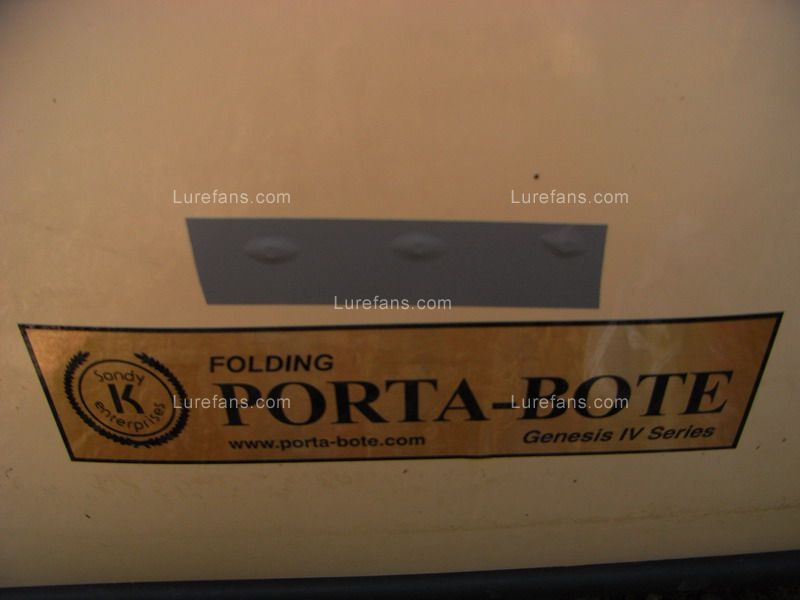 Lurefans.com Lurefans.com
Lurefans.com
FOLDING
PORTA-BOTE
Sandy
K
enterprises
Lurefans.com Lurefans.com
www.porta-bote.com
Genesis IV Series